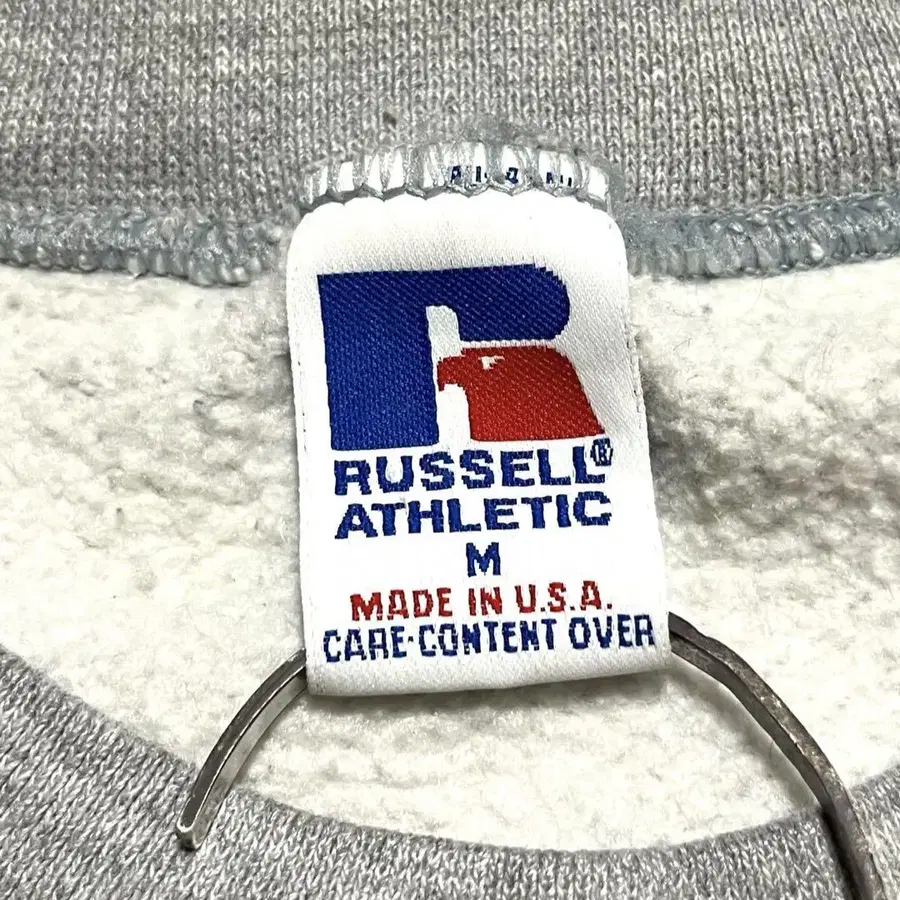 RUSSELL®
ATHLETIC
M
MADE IN U.S.A.
CARE-CONTENT OVER